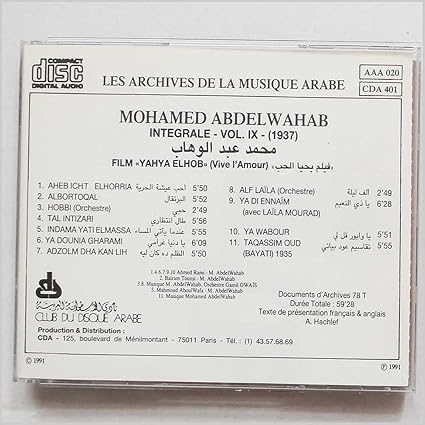 COMPACT
disc
DIGITAL AUDIO
LES ARCHIVES DE LA MUSIQUE ARABE
AAA 020
CDA 401
MOHAMED ABDELWAHAB
INTEGRALE - VOL. IX - (1937)
محمد عبد الوهاب
FILM «YAHYA ELHOB» (Vive l'Amour) «فيلم يحيا الحب»
1. AHEB ICHT ELHORRIA أحب عيشة الحرية 5'50
2. ALBORTOQAL البرتقال 5'52
3. HOBBI (Orchestre) حبي 2'49
4. TAL INTIZARI طال أنتظاري 5'56
5. INDAMA YATI ELMASSA عندما يأتي المساء 5'55
6. YA DOUNIA GHARAMI يا دنيا غرامي 6'09
7. ADZOLM DHA KAN LIH الظلم ده كان ليه 5'50
8. ALF LAÏLA (Orchestre) ألف ليلة 2'49
9. YA DI ENNAÏM يا ذي النعيم 6'28
(avec LAÏLA MOURAD)
10. YA WABOUR يا وابور قل لي 5'51
11. TAQASSIM OUD تقاسيم عود بياتي 5'55
(BAYATI) 1935
1.4.6.7.9.10 Ahmed Rami - M. AbdelWahab
2. Bairam Tounsi - M. AbdelWahab
3.8. Musique M. AbdelWahab, Orchestre Gamil OWAÏS
5. Mahmoud AboulWafa - M. AbdelWahab
11. Musique Mohamed AbdelWahab
Documents d'Archives 78 T
Durée Totale : 59'28
Texte de présentation français & anglais
A. Hachlef
CLUB DU DISQUE ARABE
Production & Distribution :
CDA - 125, boulevard de Ménilmontant - 75011 Paris - Tél. (1) 43.57.68.69
© 1991
℗ 1991